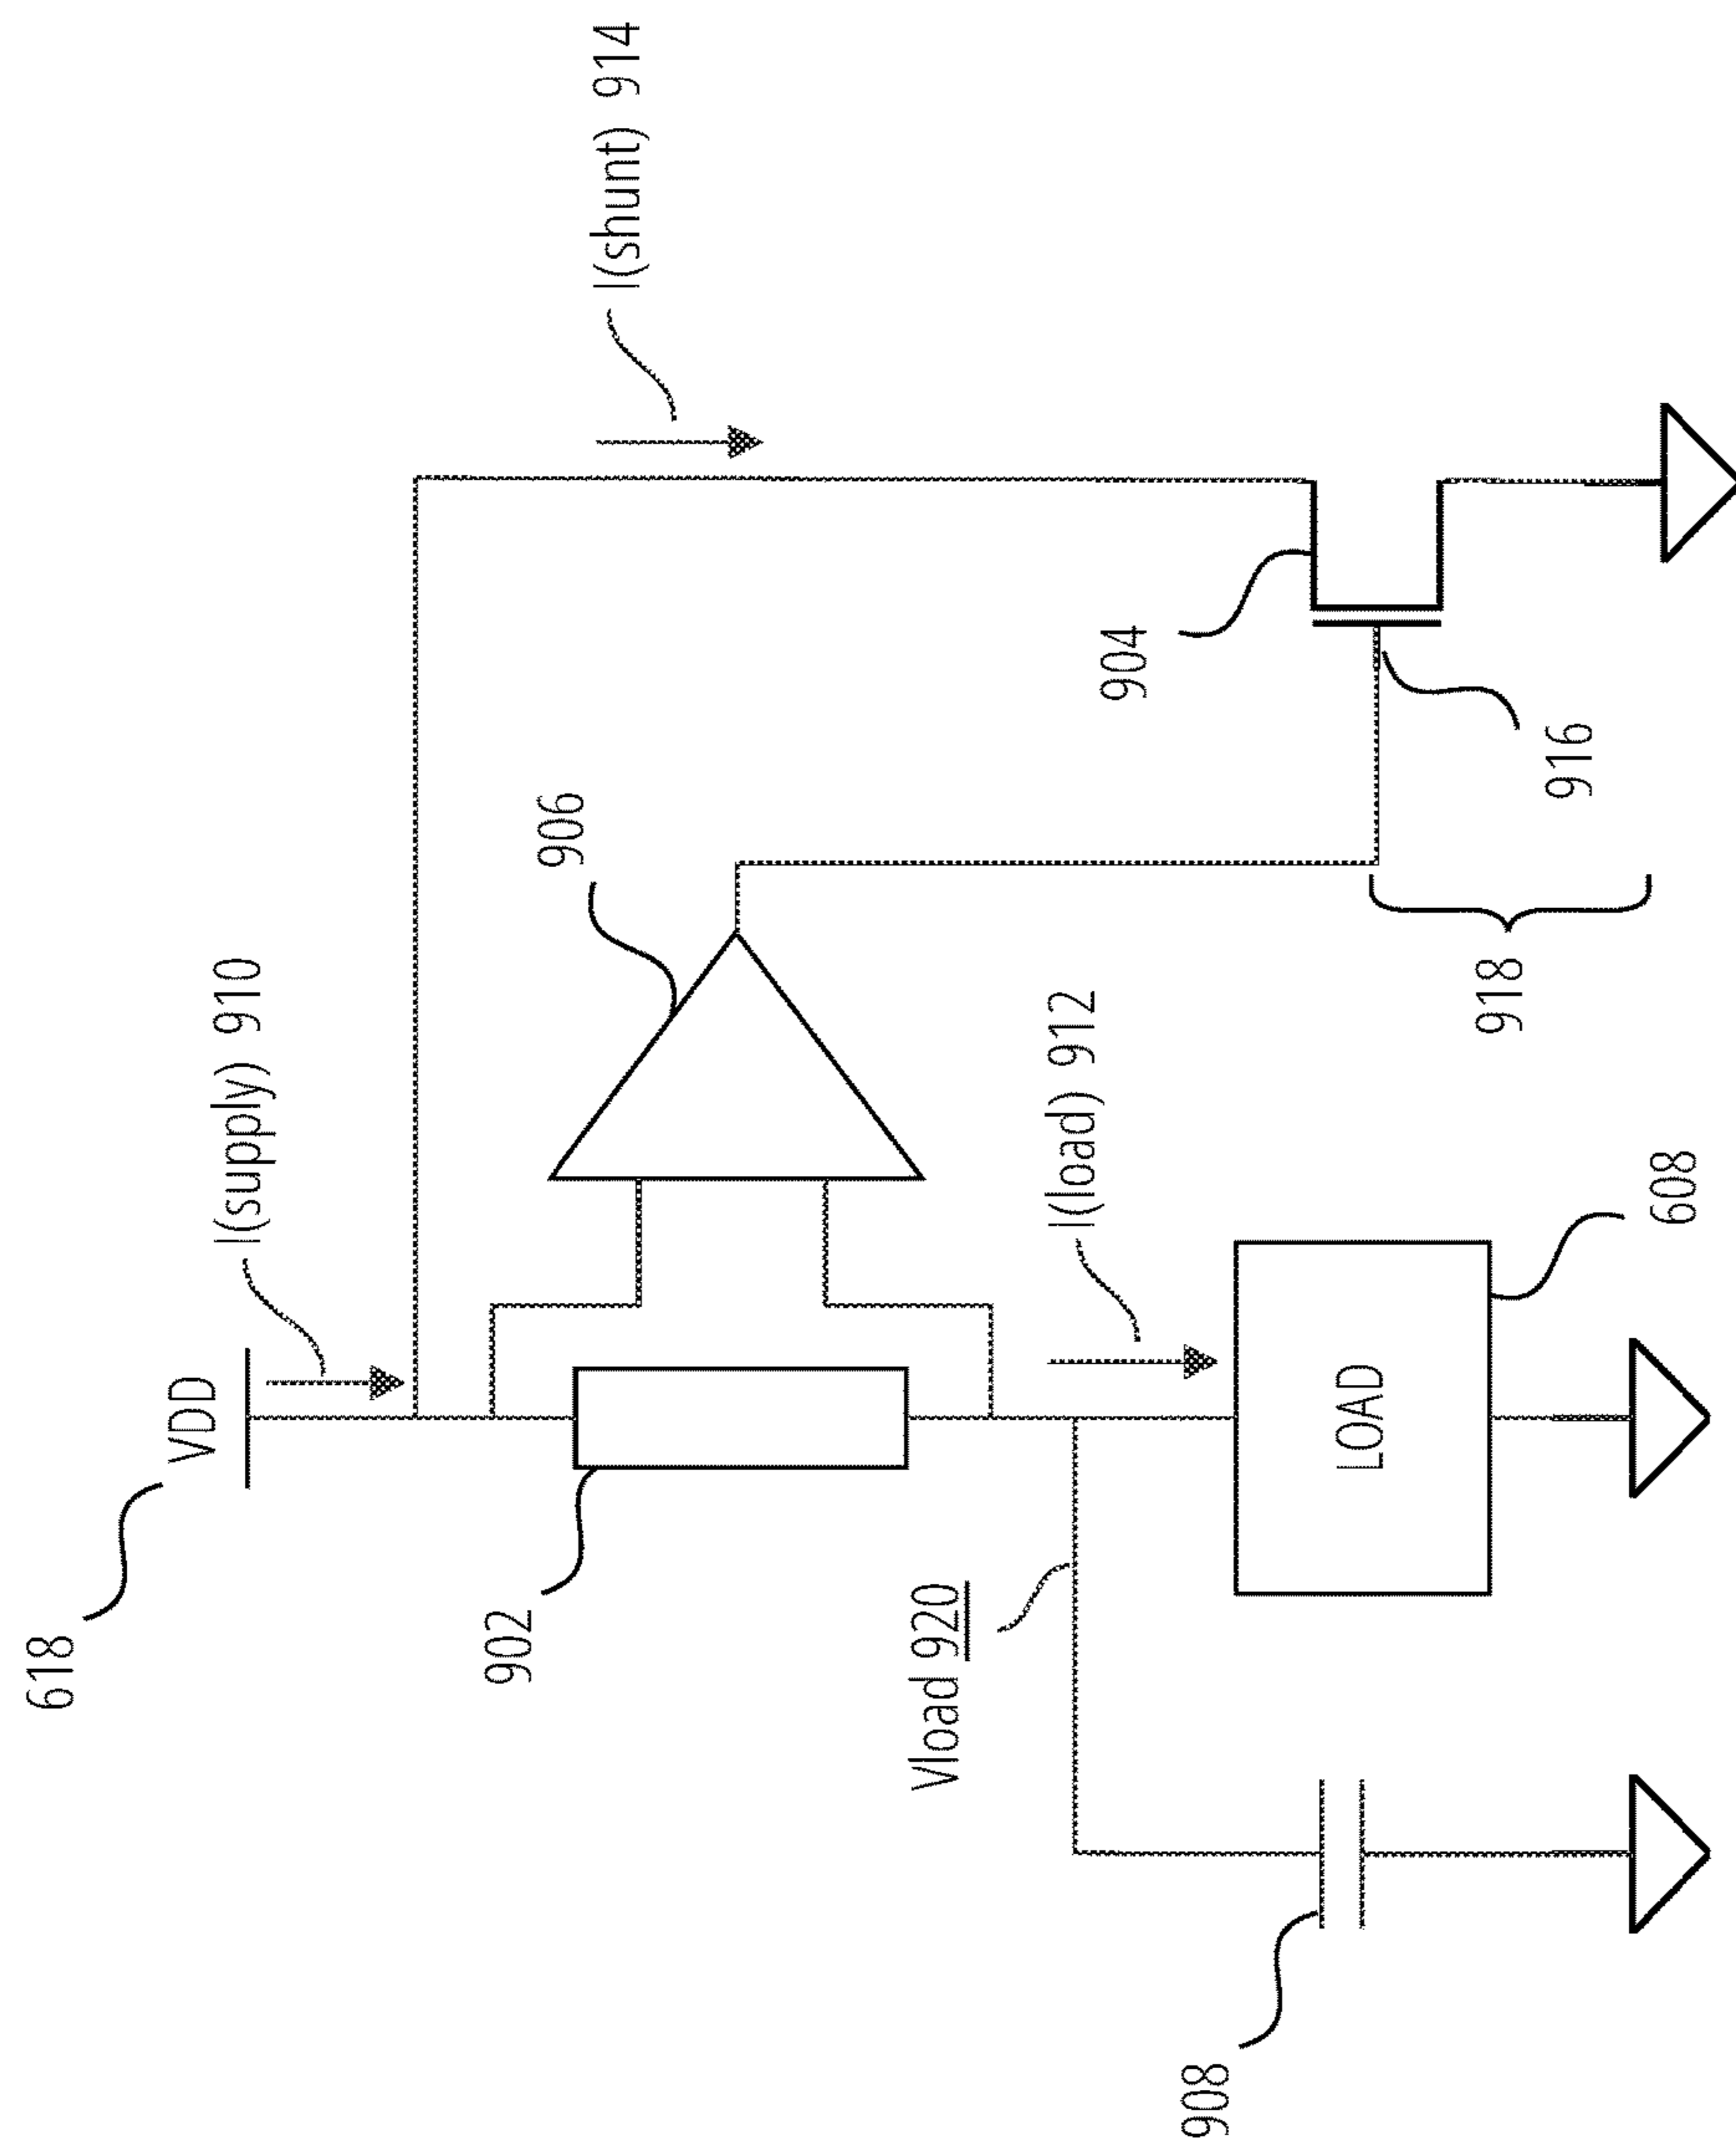 618
VDD
I(supply) 910
I(shunt) 914
902
906
Vload 920
I(load) 912
904
908
LOAD
608
918
916